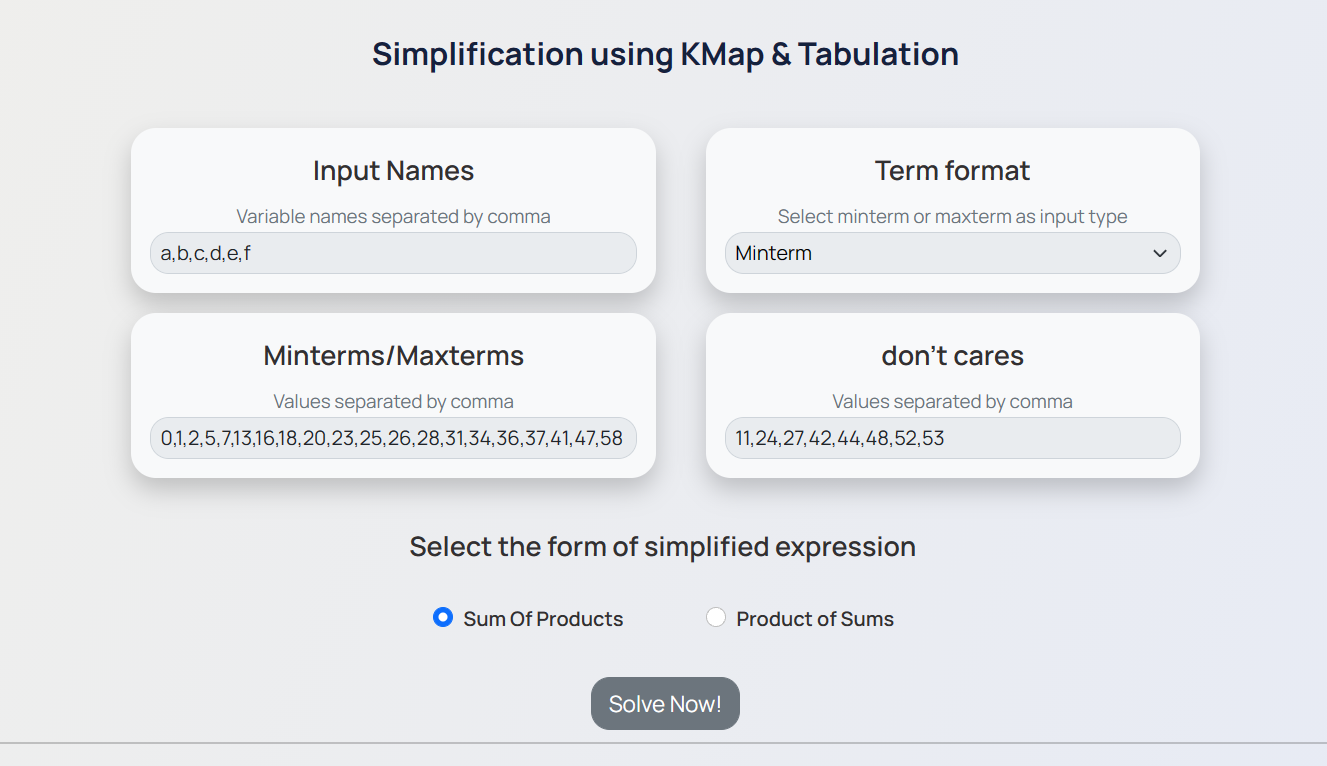 Simplification using KMap & Tabulation
Input Names
Variable names separated by comma
a,b,c,d,e,f
Term format
Select minterm or maxterm as input type
Minterm
Minterms/Maxterms
Values separated by comma
0,1,2,5,7,13,16,18,20,23,25,26,28,31,34,36,37,41,47,58
don't cares
Values separated by comma
11,24,27,42,44,48,52,53
Select the form of simplified expression
Sum Of Products
Product of Sums
Solve Now!